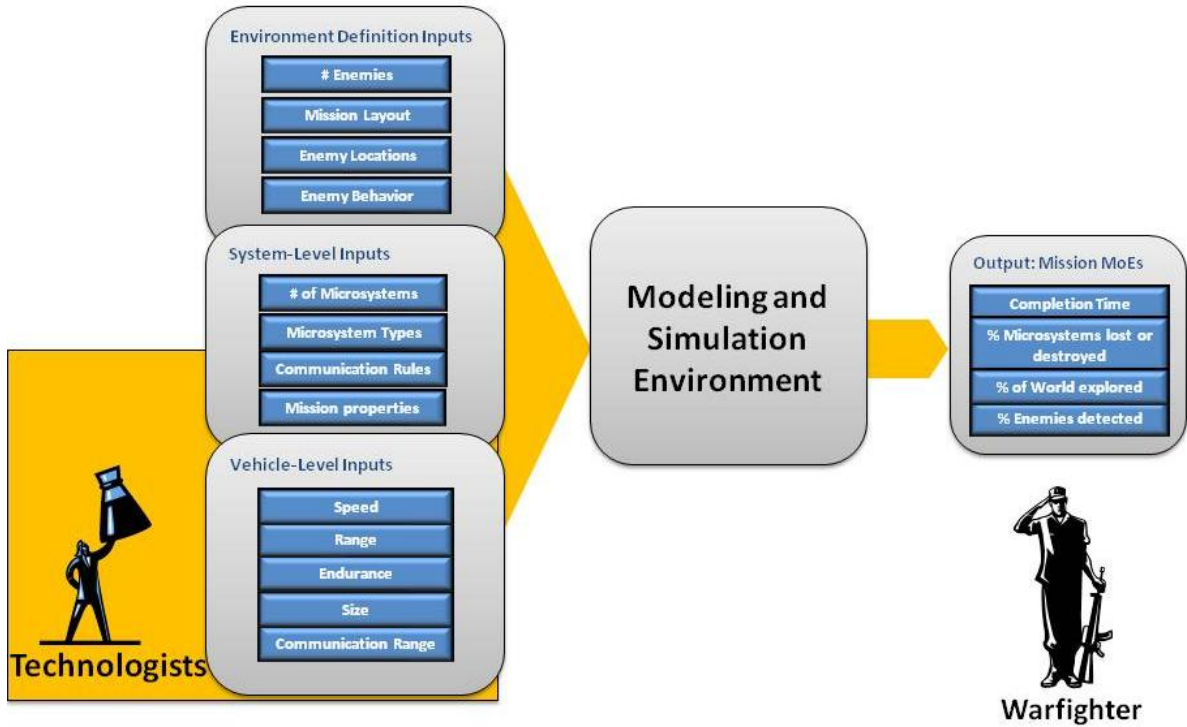 Environment Definition Inputs
# Enemies
Mission Layout
Enemy Locations
Enemy Behavior
System-Level Inputs
# of Microsystems
Microsystem Types
Communication Rules
Mission properties
Vehicle-Level Inputs
Speed
Range
Endurance
Size
Communication Range
Technologists
Modeling and
Simulation
Environment
Output: Mission MoEs
Completion Time
% Microsystems lost or
destroyed
% of World explored
% Enemies detected
Warfighter